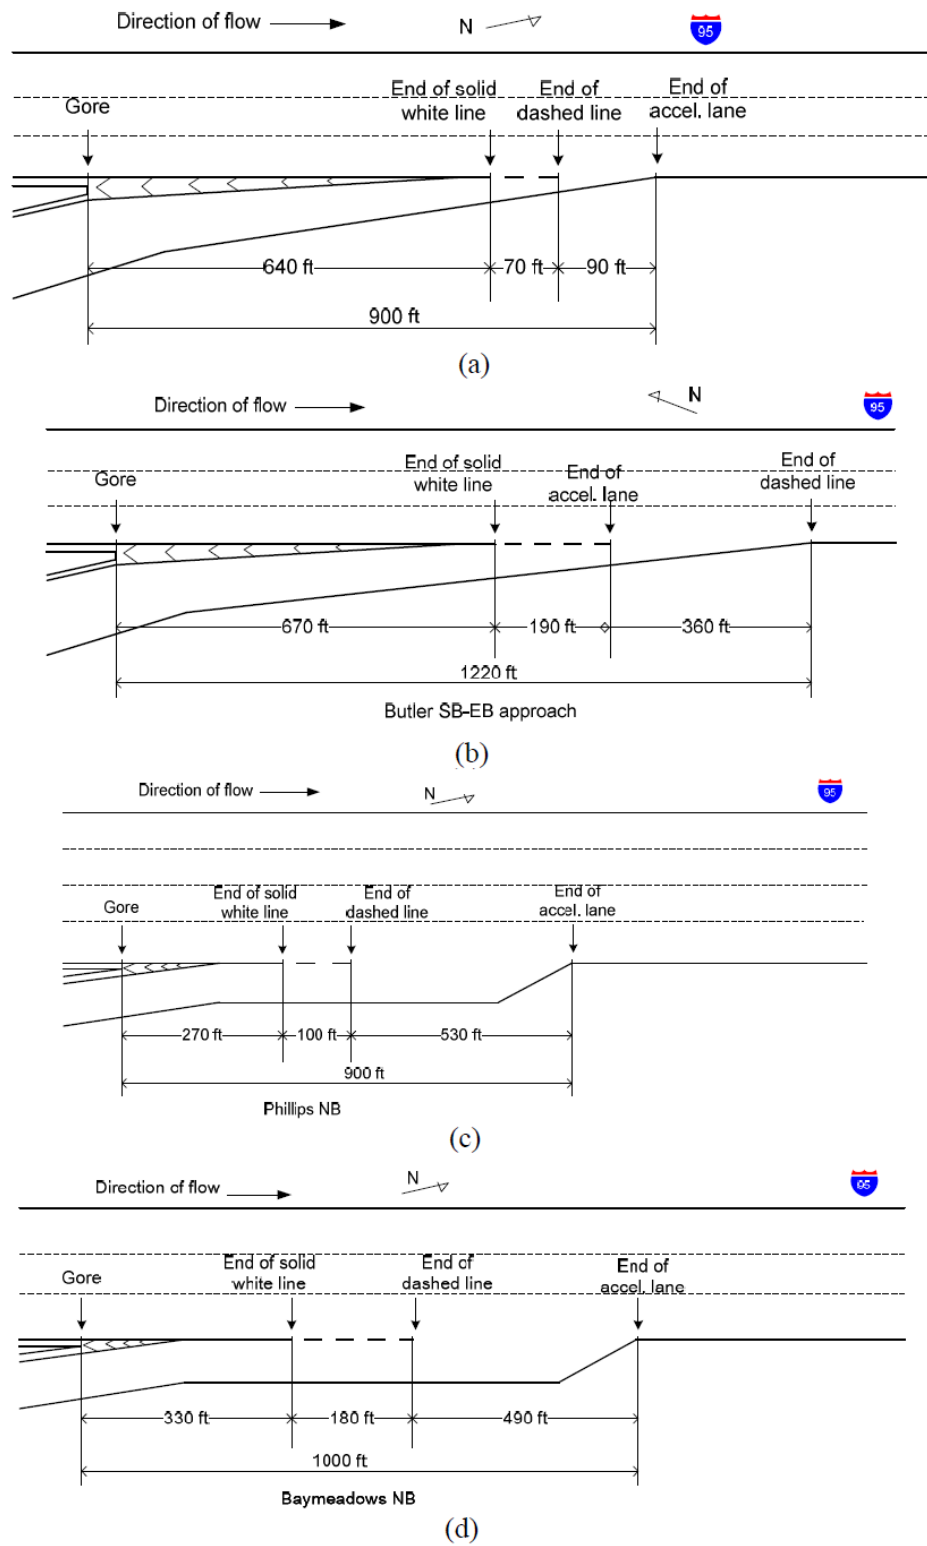 Direction of flow
N
95
Gore
End of solid
white line
End of
dashed line
End of
accel. lane
640 ft
70 ft
90 ft
900 ft
(a)
Direction of flow
N
95
Gore
End of solid
white line
End of
accel. lane
End of
dashed line
670 ft
190 ft
360 ft
1220 ft
Butler SB-EB approach
(b)
Direction of flow
N
95
Gore
End of solid
white line
End of
dashed line
End of
accel. lane
270 ft
100 ft
530 ft
900 ft
Phillips NB
(c)
Direction of flow
N
95
Gore
End of solid
white line
End of
dashed line
End of
accel. lane
330 ft
180 ft
490 ft
1000 ft
Baymeadows NB
(d)